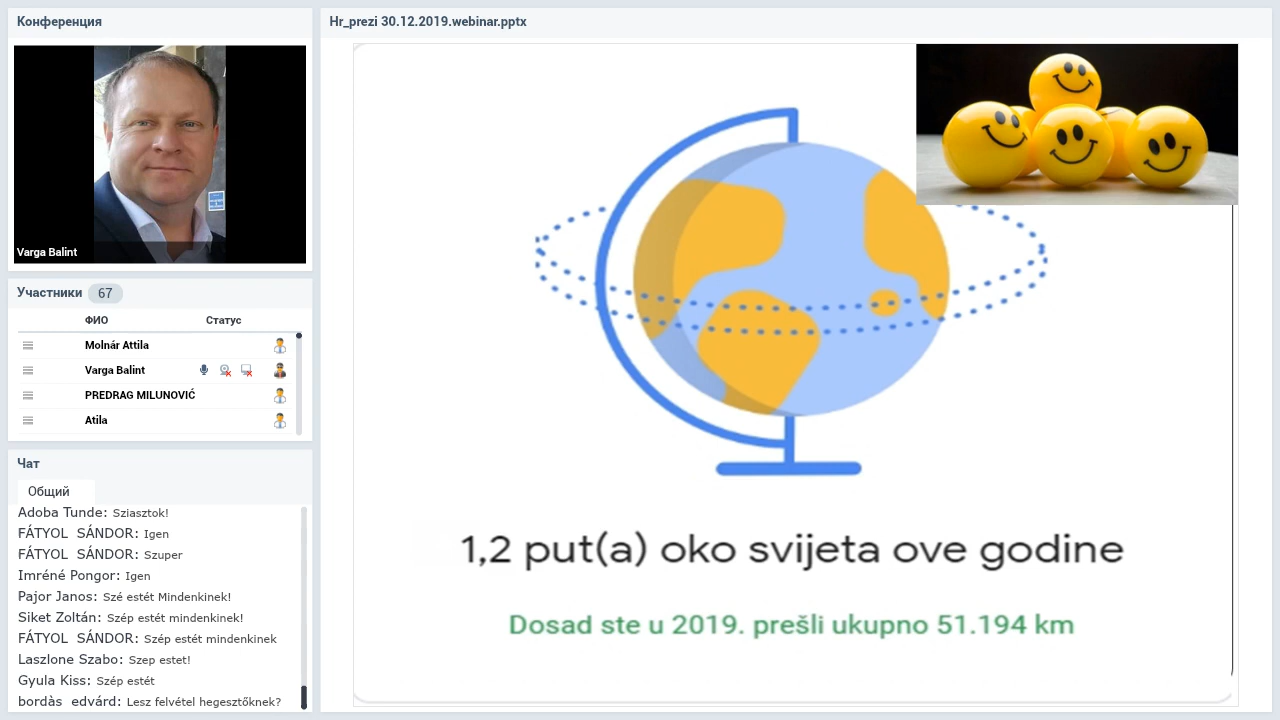 Конференция
Varga Balint
Участники 67
ФИО Статус
Molnár Attila
Varga Balint
PREDRAG MILUNOVIĆ
Atila
Чат
Общий
Adoba Tunde: Sziasztok!
FÁTYOL SÁNDOR: Igen
FÁTYOL SÁNDOR: Szuper
Imréné Pongor: Igen
Pajor Janos: Szé estét Mindenkinek!
Siket Zoltán: Szép estét mindenkinek!
FÁTYOL SÁNDOR: Szép estét mindenkinek
Laszlone Szabo: Szep estet!
Gyula Kiss: Szép estét
bordàs edvárd: Lesz felvétel hegesztőknek?
Hr_prezi 30.12.2019.webinar.pptx
1,2 put(a) oko svijeta ove godine
Dosad ste u 2019. prešli ukupno 51.194 km